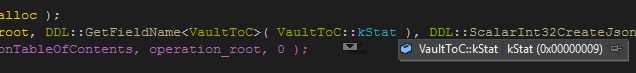 alloc );
root, DDL::GetFieldName<VaultToC>( VaultToC::kStat ), DDL::ScalarInt32CreateJson
onTableOfContents, operation_root, 0 );
VaultToC::kStat kStat (0x00000009)